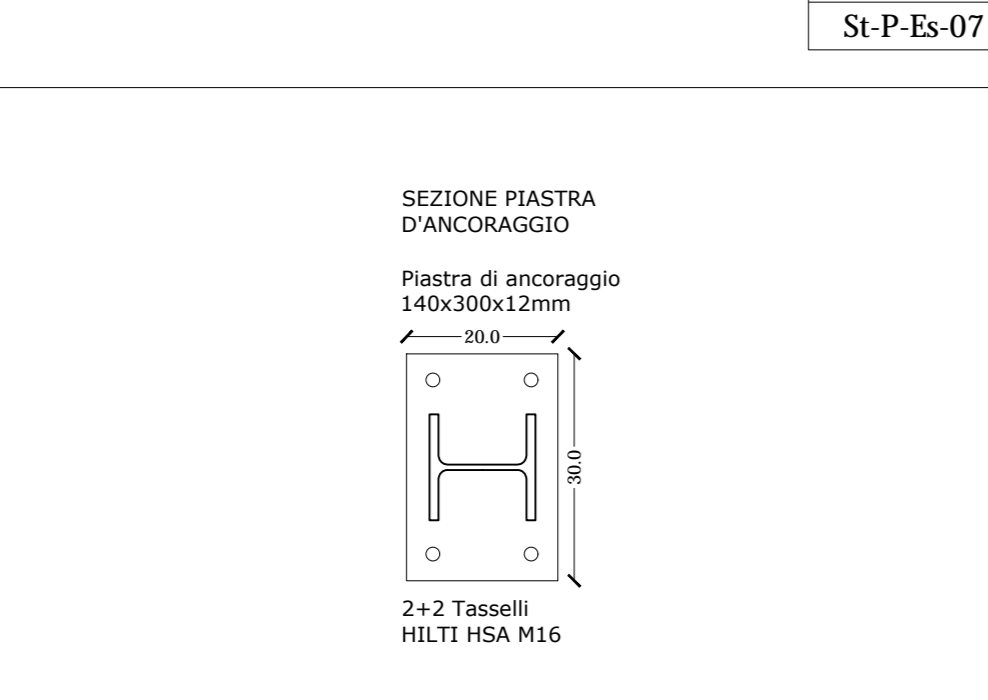 St-P-Es-07
SEZIONE PIASTRA
D'ANCORAGGIO
Piastra di ancoraggio
140x300x12mm
20.0
30.0
2+2 Tasselli
HILTI HSA M16